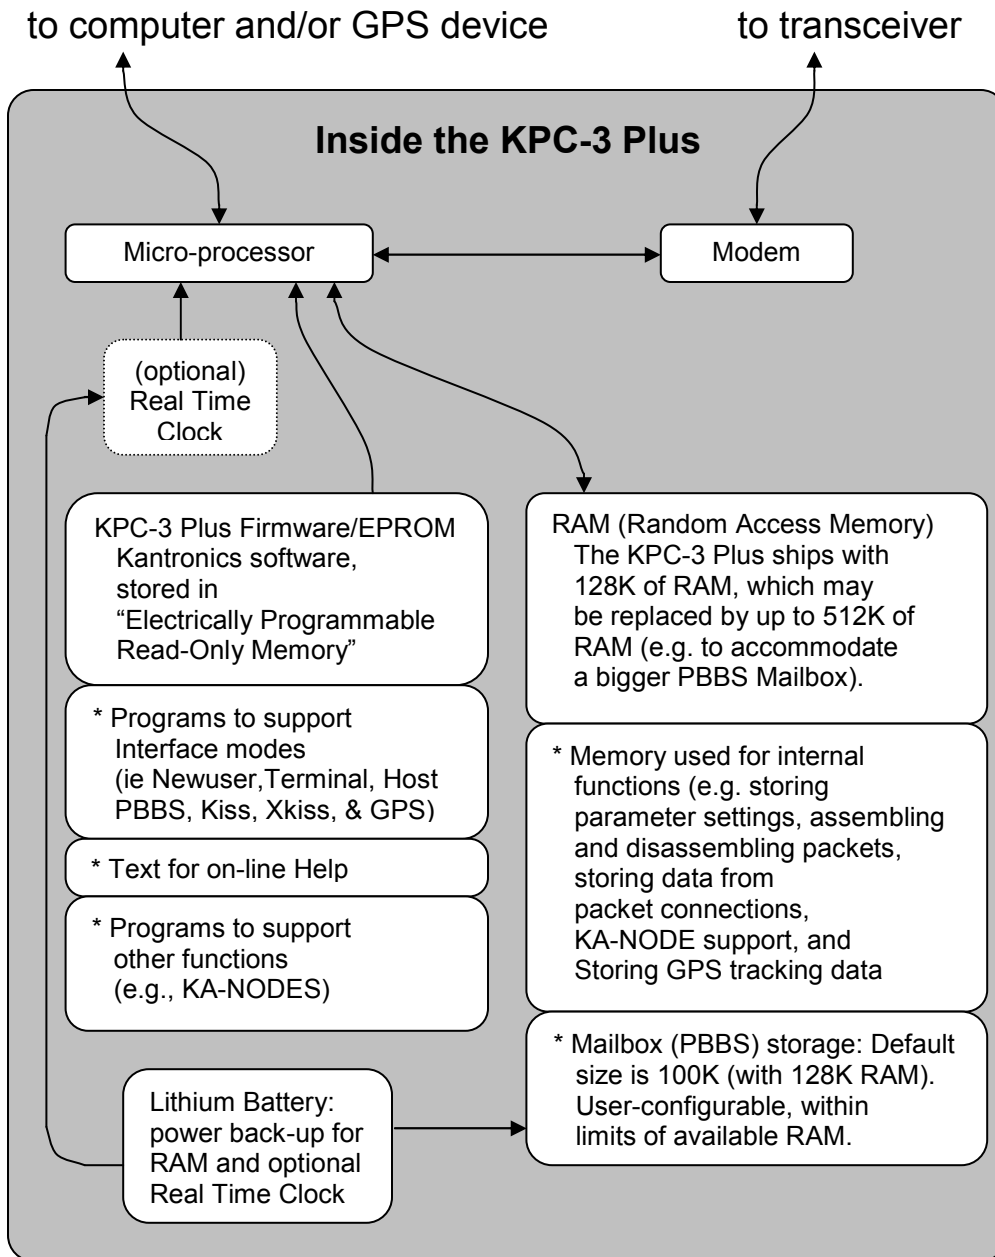 to computer and/or GPS device
to transceiver
Inside the KPC-3 Plus
Micro-processor
Modem
(optional)
Real Time
Clock
KPC-3 Plus Firmware/EPROM
Kantronics software,
stored in
“Electrically Programmable
Read-Only Memory”
* Programs to support
Interface modes
(ie Newuser,Terminal, Host
PBBS, Kiss, Xkiss, & GPS)
* Text for on-line Help
* Programs to support
other functions
(e.g., KA-NODES)
RAM (Random Access Memory)
The KPC-3 Plus ships with
128K of RAM, which may
be replaced by up to 512K of
RAM (e.g. to accommodate
a bigger PBBS Mailbox).
* Memory used for internal
functions (e.g. storing
parameter settings, assembling
and disassembling packets,
storing data from
packet connections,
KA-NODE support, and
Storing GPS tracking data
* Mailbox (PBBS) storage: Default
size is 100K (with 128K RAM).
User-configurable, within
limits of available RAM.
Lithium Battery:
power back-up for
RAM and optional
Real Time Clock